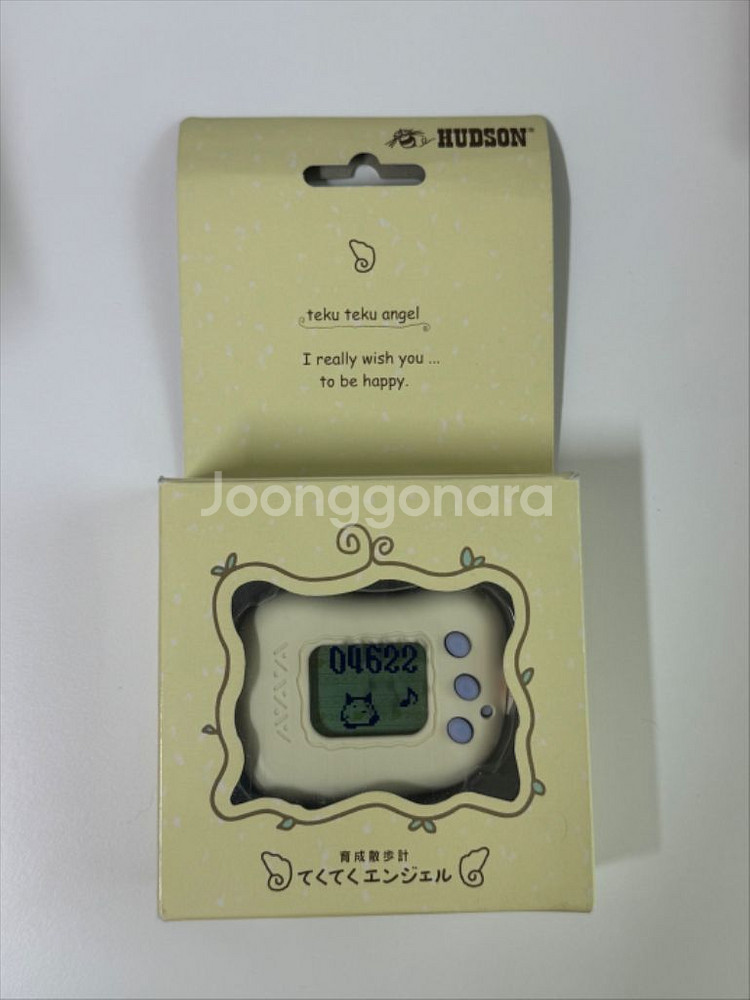 HUDSON®
teku teku angel
I really wish you ...
to be happy.
Joonggonara
04622
育成散歩計
てくてくエンジェル